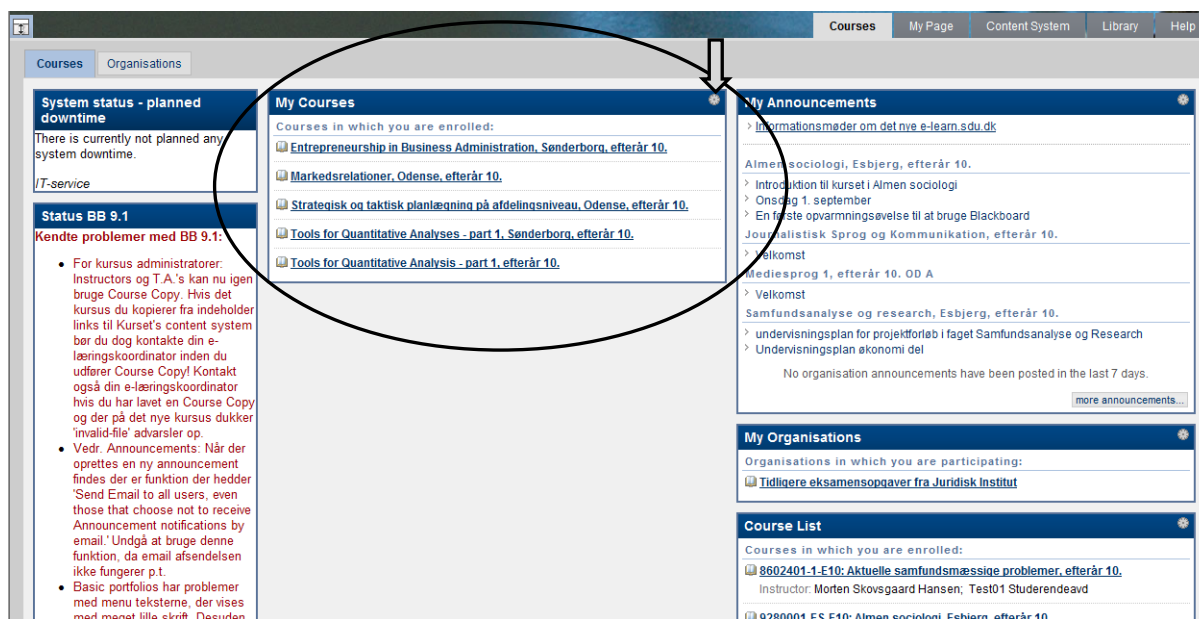 Courses
My Page
Content System
Library
Help
Courses
Organisations
System status - planned
downtime
There is currently not planned any
system downtime.
IT-service
Status BB 9.1
Kendte problemer med BB 9.1:
For kursus administratorer:
Instructors og T.A.'s kan nu igen
bruge Course Copy. Hvis det
kursus du kopierer fra indeholder
links til Kurset's content system
bør du dog kontakte din e-
læringskoordinator inden du
udfører Course Copy! Kontakt
også din e-læringskoordinator
hvis du har lavet en Course Copy
og der på det nye kursus dukker
'invalid-file' advarsler op.
Vedr. Announcements: Når der
oprettes en ny announcement
findes der er funktion der hedder
'Send Email to all users, even
those that choose not to receive
Announcement notifications by
email.' Undgå at bruge denne
funktion, da email afsendelsen
ikke fungerer p.t.
Basic portfolios har problemer
med menu teksterne, der vises
med meget lille skrift. Desuden
My Courses
Courses in which you are enrolled:
Entrepreneurship in Business Administration, Sønderborg, efterår 10.
Markedsrelationer, Odense, efterår 10.
Strategisk og taktisk planlægning på afdelingsniveau, Odense, efterår 10.
Tools for Quantitative Analyses - part 1, Sønderborg, efterår 10.
Tools for Quantitative Analysis - part 1, efterår 10.
My Announcements
Informationsmøder om det nye e-learn.sdu.dk
Almen sociologi, Esbjerg, efterår 10.
Introduktion til kurset i Almen sociologi
Onsdag 1. september
En første opvarmningsøvelse til at bruge Blackboard
Journalistisk Sprog og Kommunikation, efterår 10.
Velkomst
Mediesprog 1, efterår 10. OD A
Velkomst
Samfundsanalyse og research, Esbjerg, efterår 10.
undervisningsplan for projektforløb i faget Samfundsanalyse og Research
Undervisningsplan økonomi del
No organisation announcements have been posted in the last 7 days.
more announcements...
My Organisations
Organisations in which you are participating:
Tidligere eksamensopgaver fra Juridisk Institut
Course List
Courses in which you are enrolled:
8602401-1-E10: Aktuelle samfundsmæssige problemer, efterår 10.
Instructor: Morten Skovsgaard Hansen; Test01 Studerendeavd
9280001-ES-E10: Almen sociologi, Esbjerg, efterår 10.